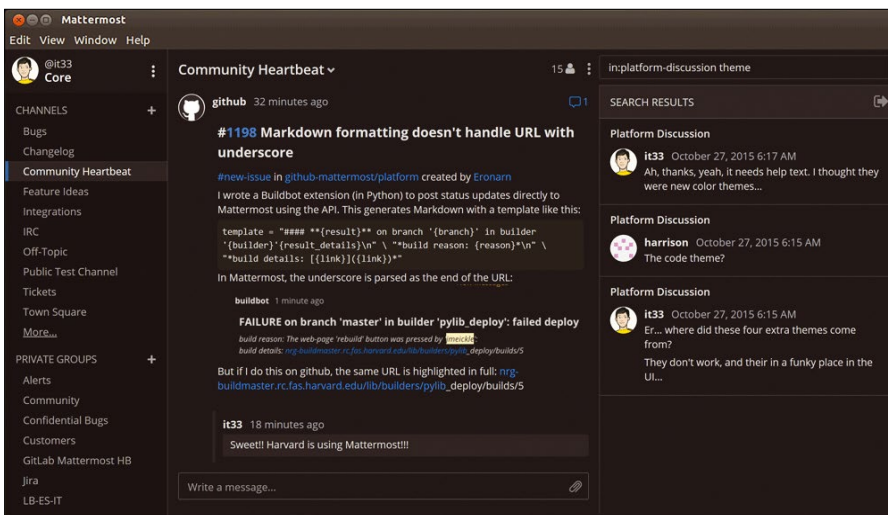 Mattermost
Edit View Window Help
@it33
Core
CHANNELS +
Bugs
Changelog
Community Heartbeat
Feature Ideas
Integrations
IRC
Off-Topic
Public Test Channel
Tickets
Town Square
More...
PRIVATE GROUPS +
Alerts
Community
Confidential Bugs
Customers
GitLab Mattermost HB
Jira
LB-ES-IT
Community Heartbeat
15
github 32 minutes ago
1
#1198 Markdown formatting doesn't handle URL with
underscore
#new-issue in github-mattermost/platform created by Eronarn
I wrote a Buildbot extension (in Python) to post status updates directly to
Mattermost using the API. This generates Markdown with a template like this:
template = "#### **{result}** on branch '{branch}' in builder
'{builder}'{result_details}\n" \ "*build reason: {reason}*\n" \
"*build details: [{link}]({link})*"
In Mattermost, the underscore is parsed as the end of the URL:
buildbot 1 minute ago
FAILURE on branch 'master' in builder 'pylib_deploy': failed deploy
build reason: The web-page 'rebuild' button was pressed by 'imeickle':
build details: nrg-buildmaster.rc.fas.harvard.edu/lib/builders/pylib_deploy/builds/5
But if I do this on github, the same URL is highlighted in full: nrg-
buildmaster.rc.fas.harvard.edu/lib/builders/pylib_deploy/builds/5
it33 18 minutes ago
Sweet!! Harvard is using Mattermost!!!
Write a message...
in:platform-discussion theme
SEARCH RESULTS
Platform Discussion
it33 October 27, 2015 6:17 AM
Ah, thanks, yeah, it needs help text. I thought they
were new color themes...
Platform Discussion
harrison October 27, 2015 6:15 AM
The code theme?
Platform Discussion
it33 October 27, 2015 6:15 AM
Er... where did these four extra themes come
from?
They don't work, and their in a funky place in the
UI...